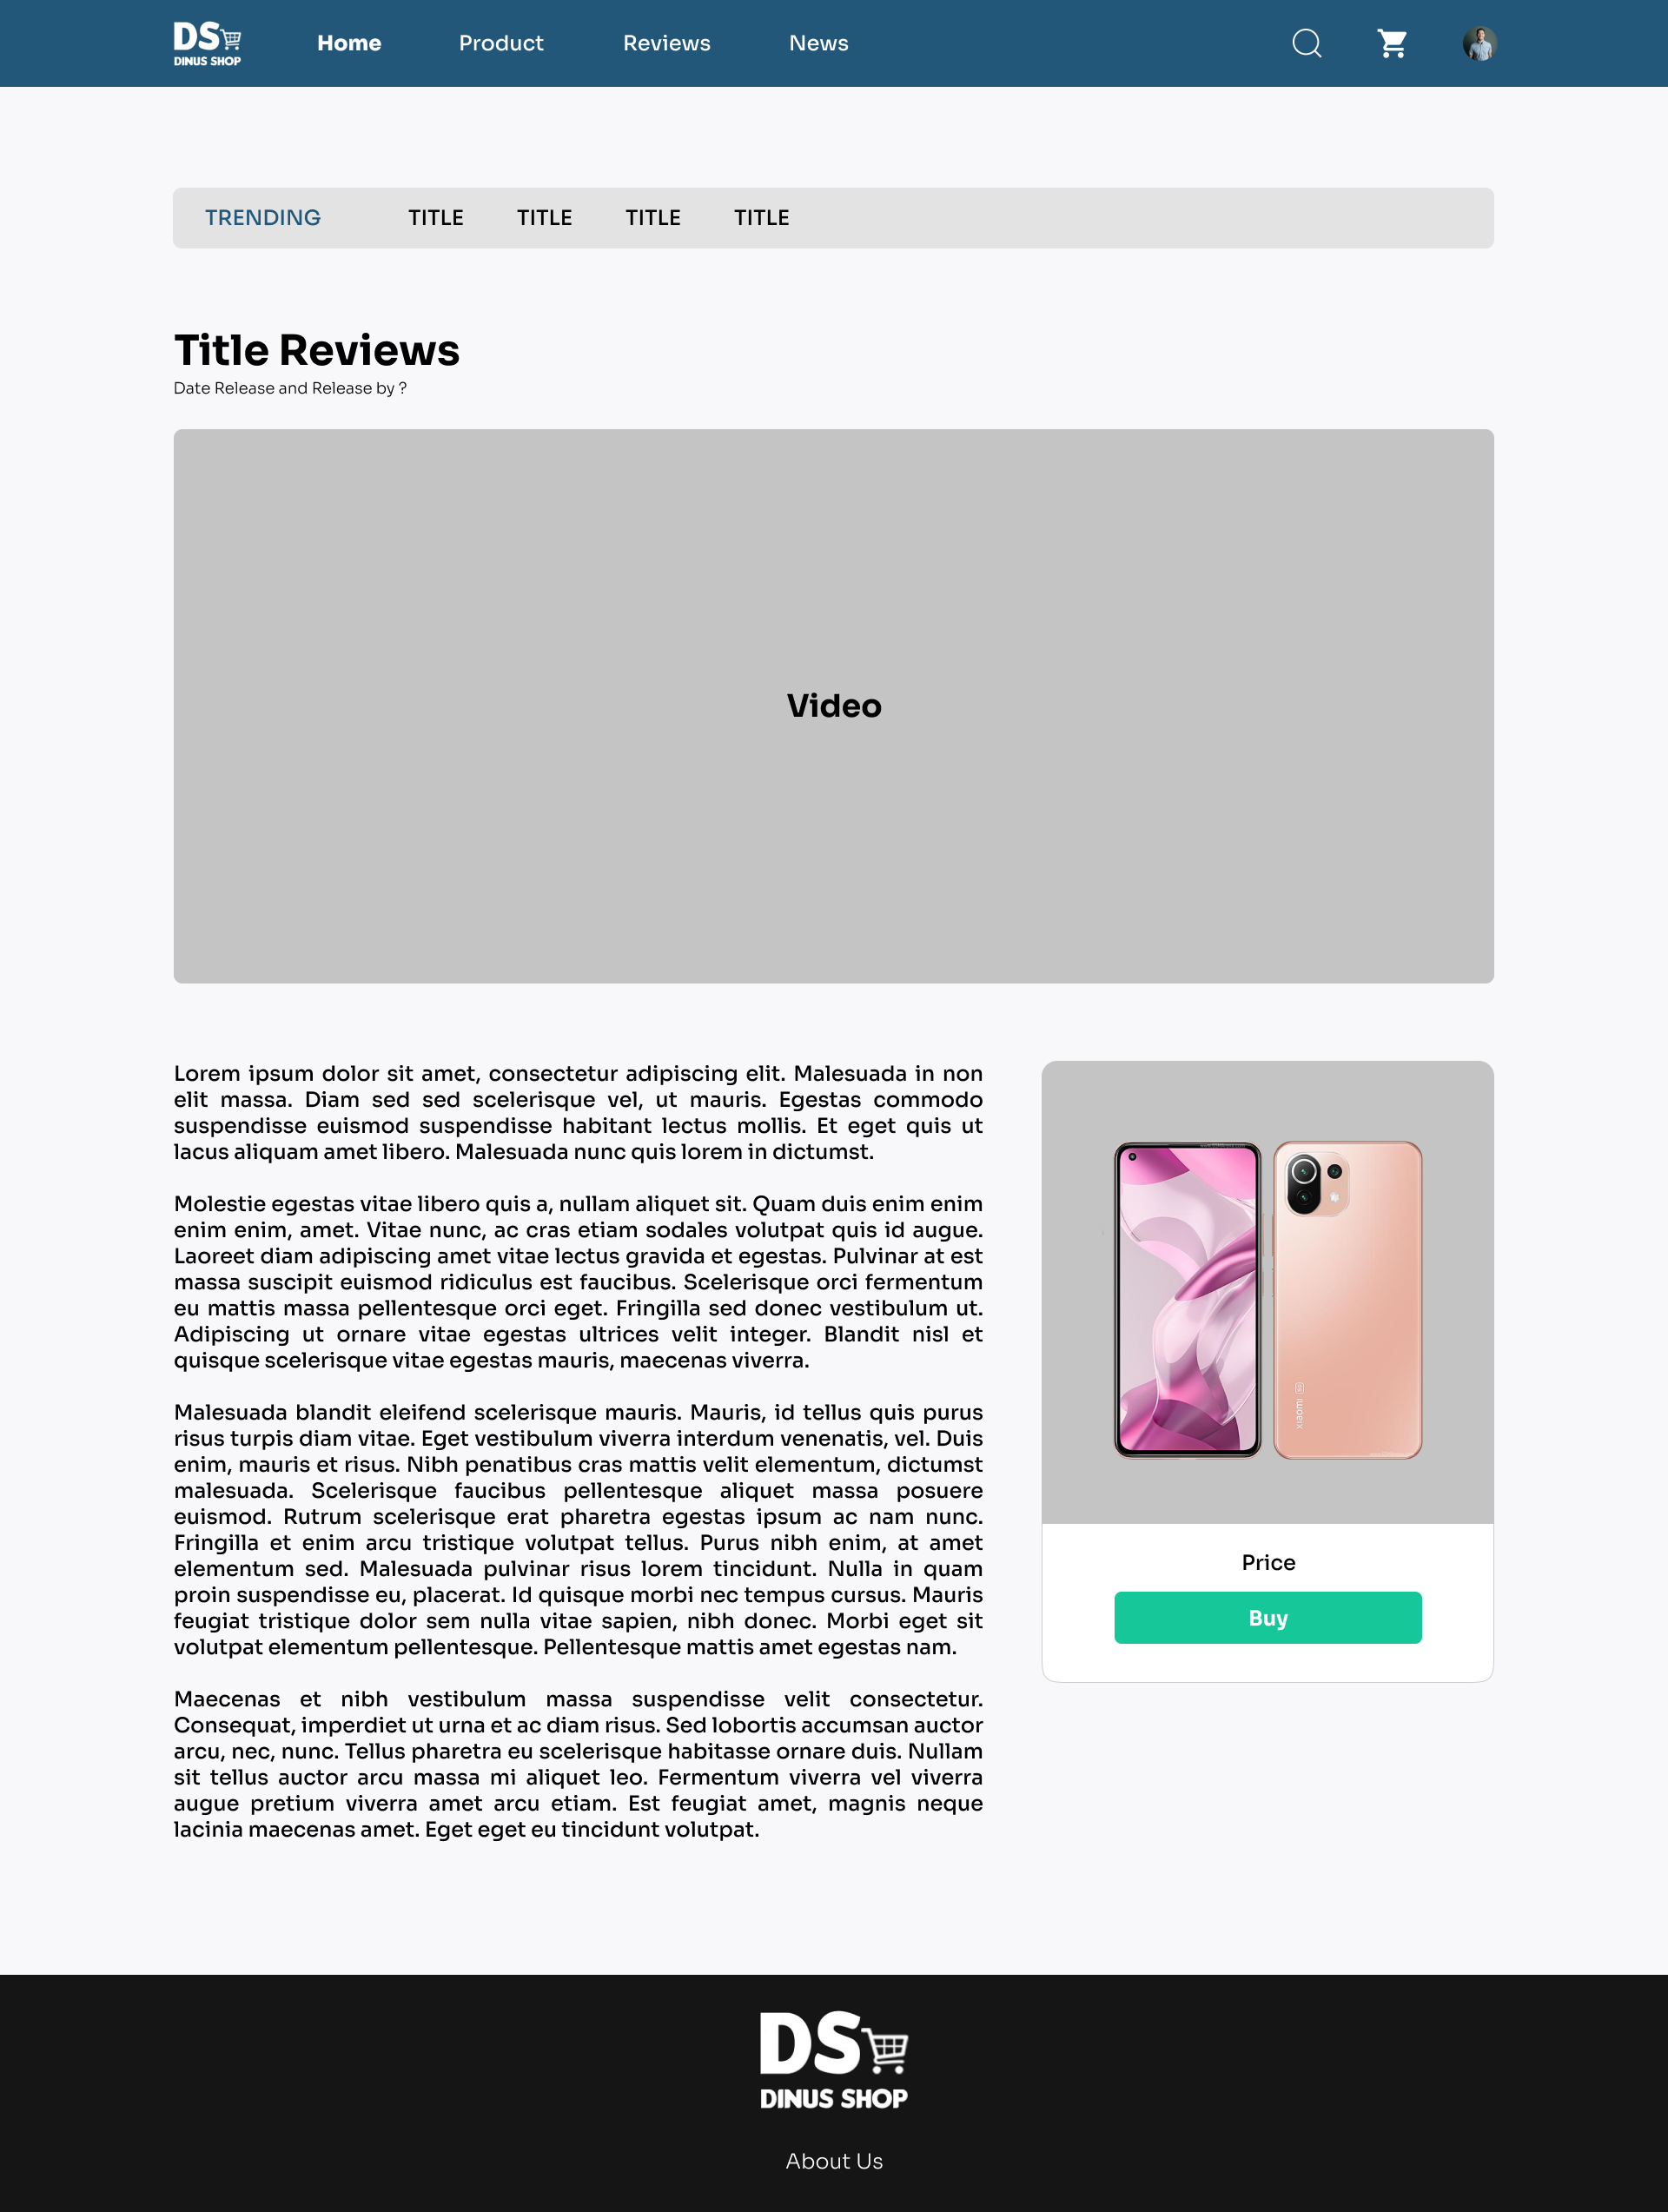 DS
DINUS SHOP
Home Product Reviews News
TRENDING TITLE TITLE TITLE TITLE
Title Reviews
Date Release and Release by ?
Video
Lorem ipsum dolor sit amet, consectetur adipiscing elit. Malesuada in non
elit massa. Diam sed sed scelerisque vel, ut mauris. Egestas commodo
suspendisse euismod suspendisse habitant lectus mollis. Et eget quis ut
lacus aliquam amet libero. Malesuada nunc quis lorem in dictumst.
Molestie egestas vitae libero quis a, nullam aliquet sit. Quam duis enim enim
enim enim, amet. Vitae nunc, ac cras etiam sodales volutpat quis id augue.
Laoreet diam adipiscing amet vitae lectus gravida et egestas. Pulvinar at est
massa suscipit euismod ridiculus est faucibus. Scelerisque orci fermentum
eu mattis massa pellentesque orci eget. Fringilla sed donec vestibulum ut.
Adipiscing ut ornare vitae egestas ultrices velit integer. Blandit nisl et
quisque scelerisque vitae egestas mauris, maecenas viverra.
Malesuada blandit eleifend scelerisque mauris. Mauris, id tellus quis purus
risus turpis diam vitae. Eget vestibulum viverra interdum venenatis, vel. Duis
enim, mauris et risus. Nibh penatibus cras mattis velit elementum, dictumst
malesuada. Scelerisque faucibus pellentesque aliquet massa posuere
euismod. Rutrum scelerisque erat pharetra egestas ipsum ac nam nunc.
Fringilla et enim arcu tristique volutpat tellus. Purus nibh enim, at amet
elementum sed. Malesuada pulvinar risus lorem tincidunt. Nulla in quam
proin suspendisse eu, placerat. Id quisque morbi nec tempus cursus. Mauris
feugiat tristique dolor sem nulla vitae sapien, nibh donec. Morbi eget sit
volutpat elementum pellentesque. Pellentesque mattis amet egestas nam.
Maecenas et nibh vestibulum massa suspendisse velit consectetur.
Consequat, imperdiet ut urna et ac diam risus. Sed lobortis accumsan auctor
arcu, nec, nunc. Tellus pharetra eu scelerisque habitasse ornare duis. Nullam
sit tellus auctor arcu massa mi aliquet leo. Fermentum viverra vel viverra
augue pretium viverra amet arcu etiam. Est feugiat amet, magnis neque
lacinia maecenas amet. Eget eget eu tincidunt volutpat.
xiaomi
Price
Buy
DS
DINUS SHOP
About Us